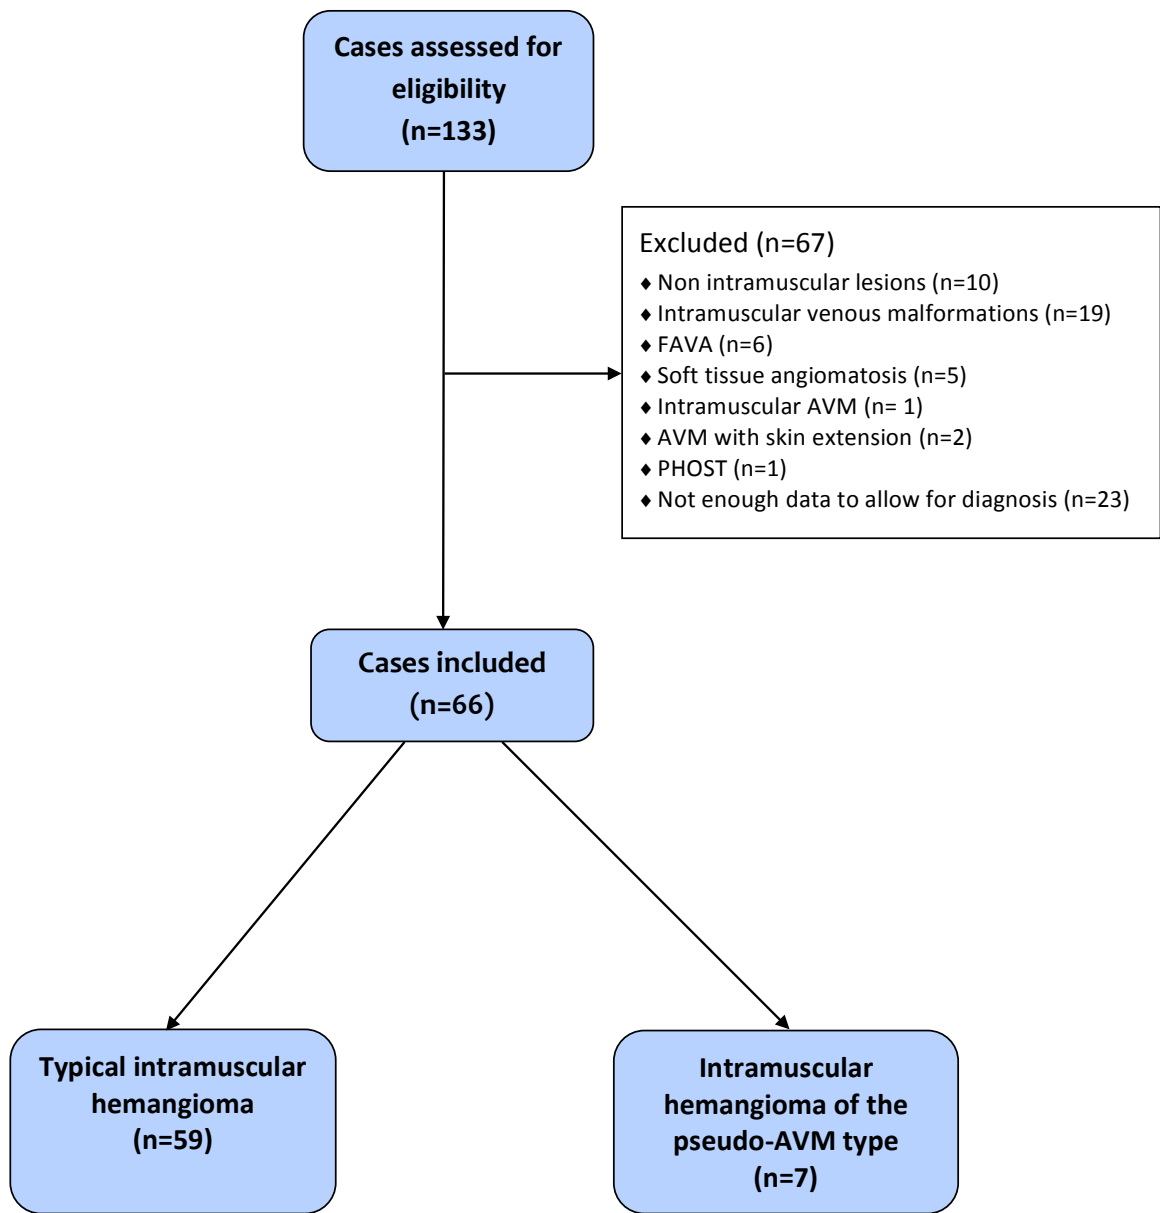 Cases assessed for
eligibility
(n=133)
Excluded (n=67)
♦ Non intramuscular lesions (n=10)
♦ Intramuscular venous malformations (n=19)
♦ FAVA (n=6)
♦ Soft tissue angiomatosis (n=5)
♦ Intramuscular AVM (n= 1)
♦ AVM with skin extension (n=2)
♦ PHOST (n=1)
♦ Not enough data to allow for diagnosis (n=23)
Cases included
(n=66)
Typical intramuscular
hemangioma
(n=59)
Intramuscular
hemangioma of the
pseudo-AVM type
(n=7)